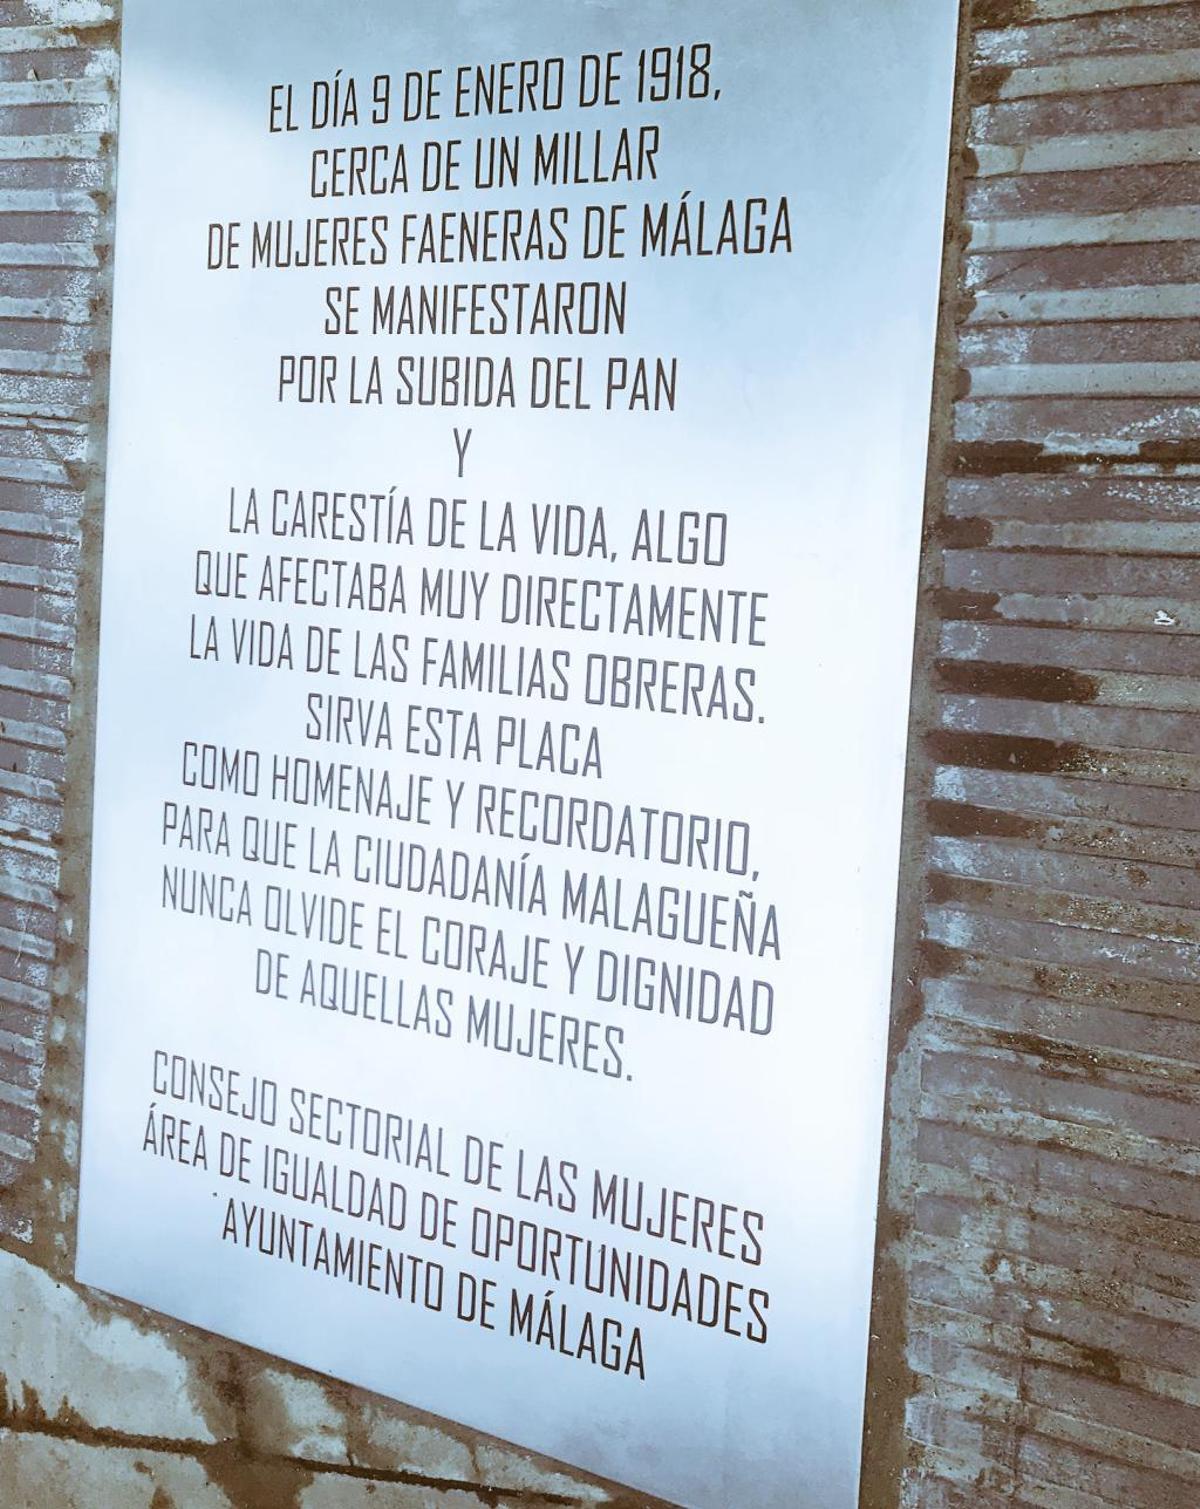 EL DÍA 9 DE ENERO DE 1918,
CERCA DE UN MILLAR
DE MUJERES FAENERAS DE MÁLAGA
SE MANIFESTARON
POR LA SUBIDA DEL PAN
Y
LA CARESTÍA DE LA VIDA, ALGO
QUE AFECTABA MUY DIRECTAMENTE
LA VIDA DE LAS FAMILIAS OBRERAS.
SIRVA ESTA PLACA
COMO HOMENAJE Y RECORDATORIO,
PARA QUE LA CIUDADANÍA MALAGUEÑA
NUNCA OLVIDE EL CORAJE Y DIGNIDAD
DE AQUELLAS MUJERES.
CONSEJO SECTORIAL DE LAS MUJERES
ÁREA DE IGUALDAD DE OPORTUNIDADES
AYUNTAMIENTO DE MÁLAGA